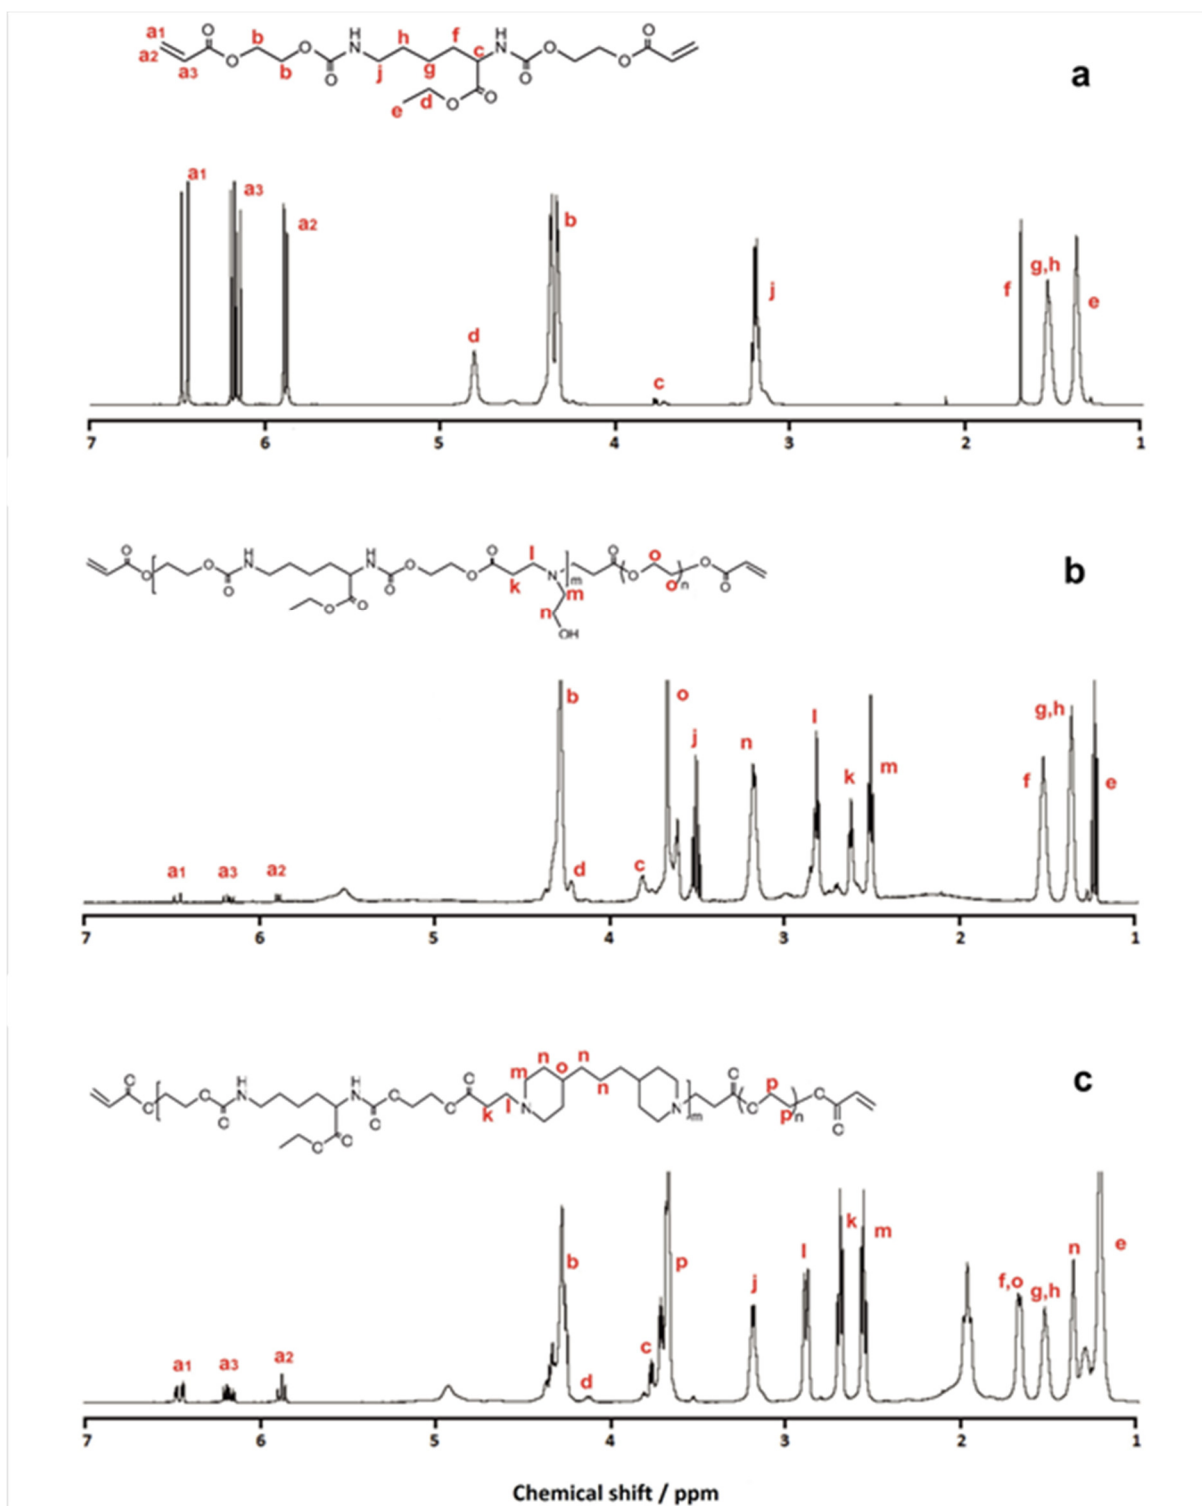 a1 O b O H N h f c H N O O O
a2 a3 O b O j g O O
e d O O
a
a1 a3 a2 d b c j f g,h e
7 6 5 4 3 2 1
O H N H N O l O o O
O O O O O O k N m O o n O
O O O m
n
OH
b
a1 a3 a2 b d c o j n l k m f g,h e
7 6 5 4 3 2 1
C H N H N C m n o n n C p C
C C C C C k l N N m C p n C
C C
c
a1 a3 a2 b d c p j l k m f,o g,h n e
7 6 5 4 3 2 1
Chemical shift / ppm